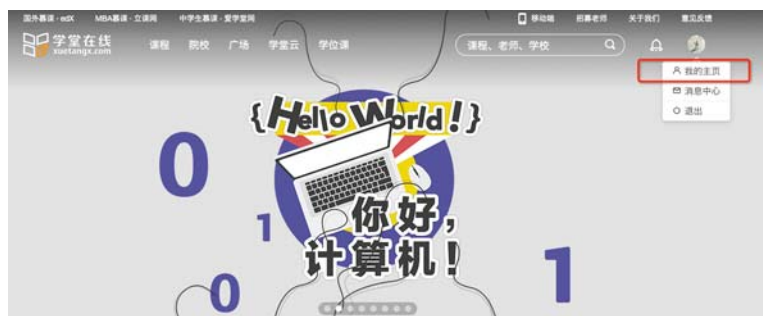 国外慕课 - edX MBA慕课 - 立课网 中学生慕课 - 爱学堂网 移动端 招募老师 关于我们 意见反馈
学堂在线 课程 院校 广场 学堂云 学位课 课程、老师、学校
xuetangx.com
我的主页
消息中心
退出
{Hello World!}
0
1
你好,
计算机!
0
1